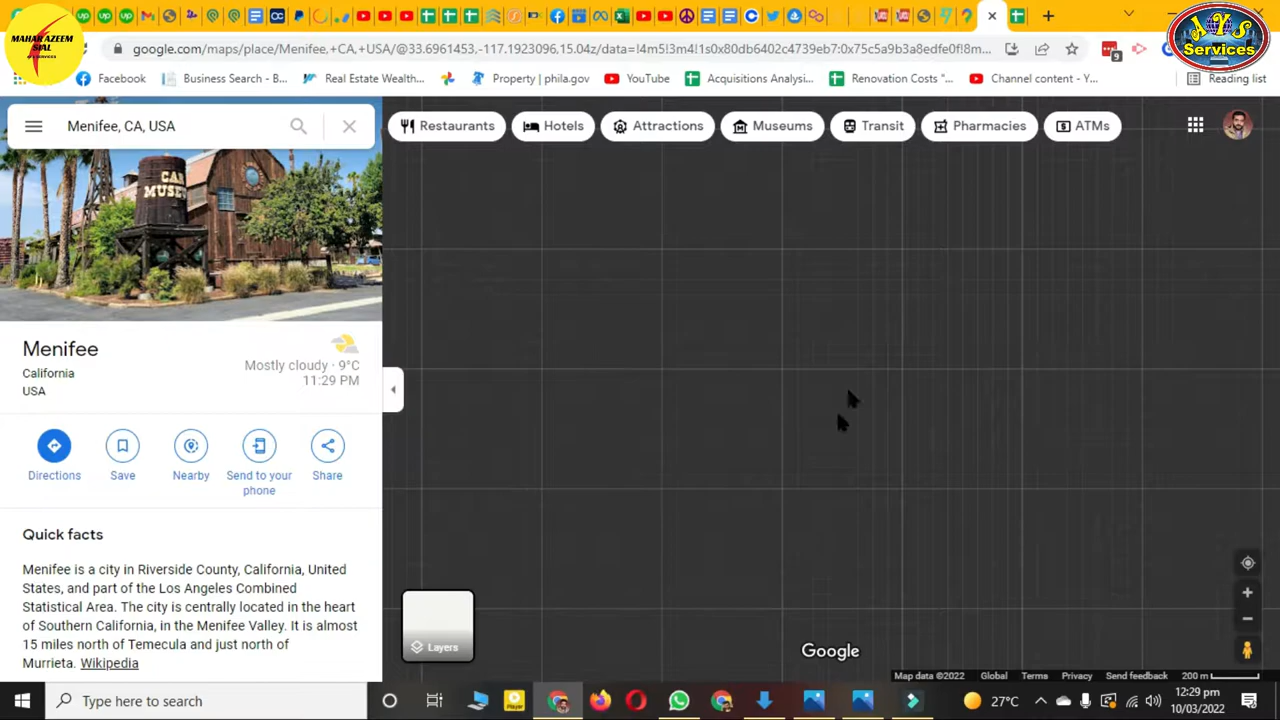 MAHAR AZEEM
SIAL
AYS
Services
google.com/maps/place/Menifee,+CA,+USA/@33.6961453,-117.1923096,15.04z/data=!4m5!3m4!1s0x80db6402c4739eb7:0x75c5a9b3a8edfe0f!8m...
9
Facebook
Business Search - B...
Real Estate Wealth...
Property | phila.gov
YouTube
Acquisitions Analysi...
Renovation Costs "...
Channel content - Y...
Reading list
Menifee, CA, USA
Restaurants
Hotels
Attractions
Museums
Transit
Pharmacies
ATMs
Menifee
California
USA
Mostly cloudy · 9°C
11:29 PM
Directions
Save
Nearby
Send to your
phone
Share
Quick facts
Menifee is a city in Riverside County, California, United
States, and part of the Los Angeles Combined
Statistical Area. The city is centrally located in the heart
of Southern California, in the Menifee Valley. It is almost
15 miles north of Temecula and just north of
Murrieta. Wikipedia
Layers
Google
Map data ©2022
Global
Terms
Privacy
Send feedback
200 m
Type here to search
27°C
12:29 pm
10/03/2022